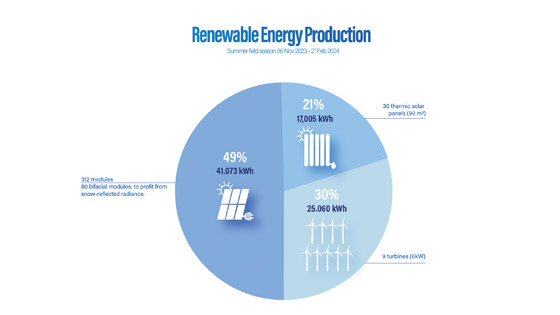 Renewable Energy Production
Summer field season 06 Nov 2023 - 21 Feb 2024
21%
17,005 kWh
30 thermic solar
panels (90 m²)
49%
41.073 kWh
312 modules
80 bifacial modules: to profit from
snow-reflected radiance.
30%
25.060 kWh
9 turbines (6kW)